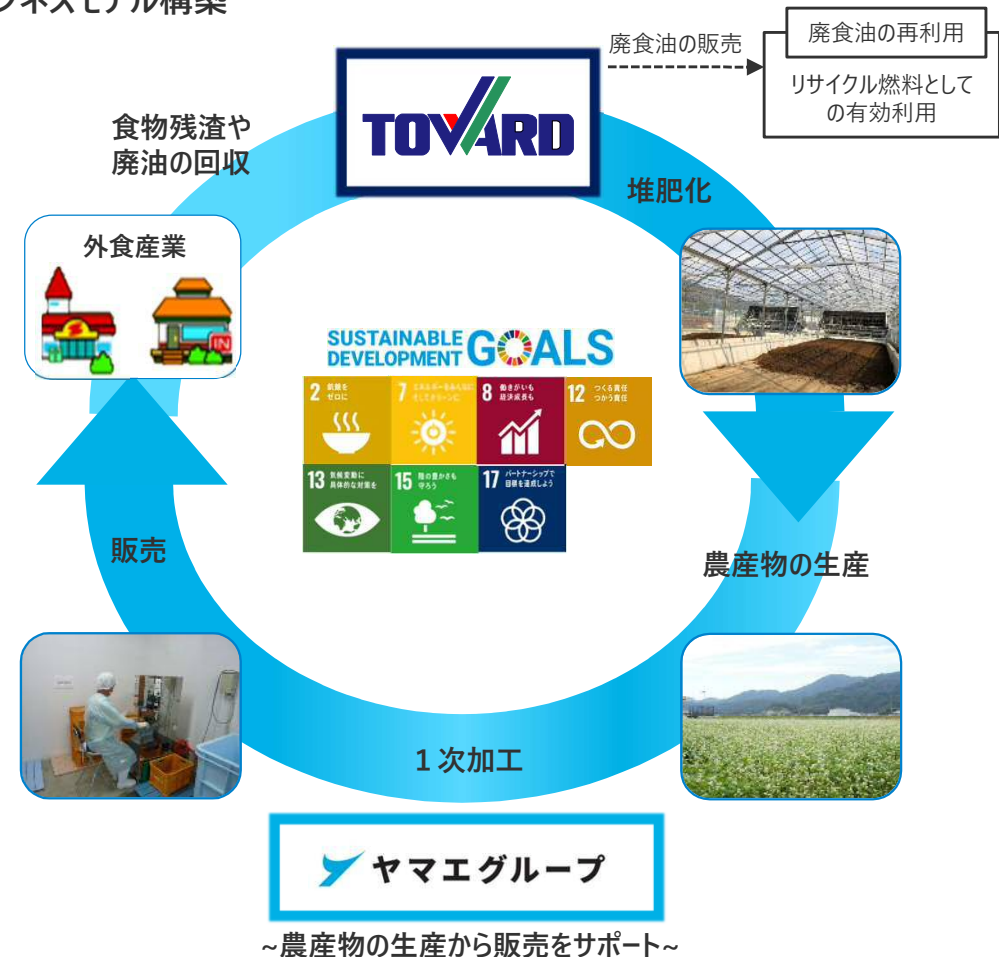 ジネスモデル構築
廃食油の販売
廃食油の再利用
リサイクル燃料として
の有効利用
TOWARD
食物残渣や
廃油の回収
堆肥化
外食産業
IN
SUSTAINABLE
DEVELOPMENT
GOALS
2 飢餓を
ゼロに
7 エネルギーをみんなに
そしてクリーンに
8 働きがいも
経済成長も
12 つくる責任
つかう責任
13 気候変動に
具体的な対策を
15 陸の豊かさも
守ろう
17 パートナーシップで
目標を達成しよう
販売
農産物の生産
1次加工
ヤマエグループ
~農産物の生産から販売をサポート~